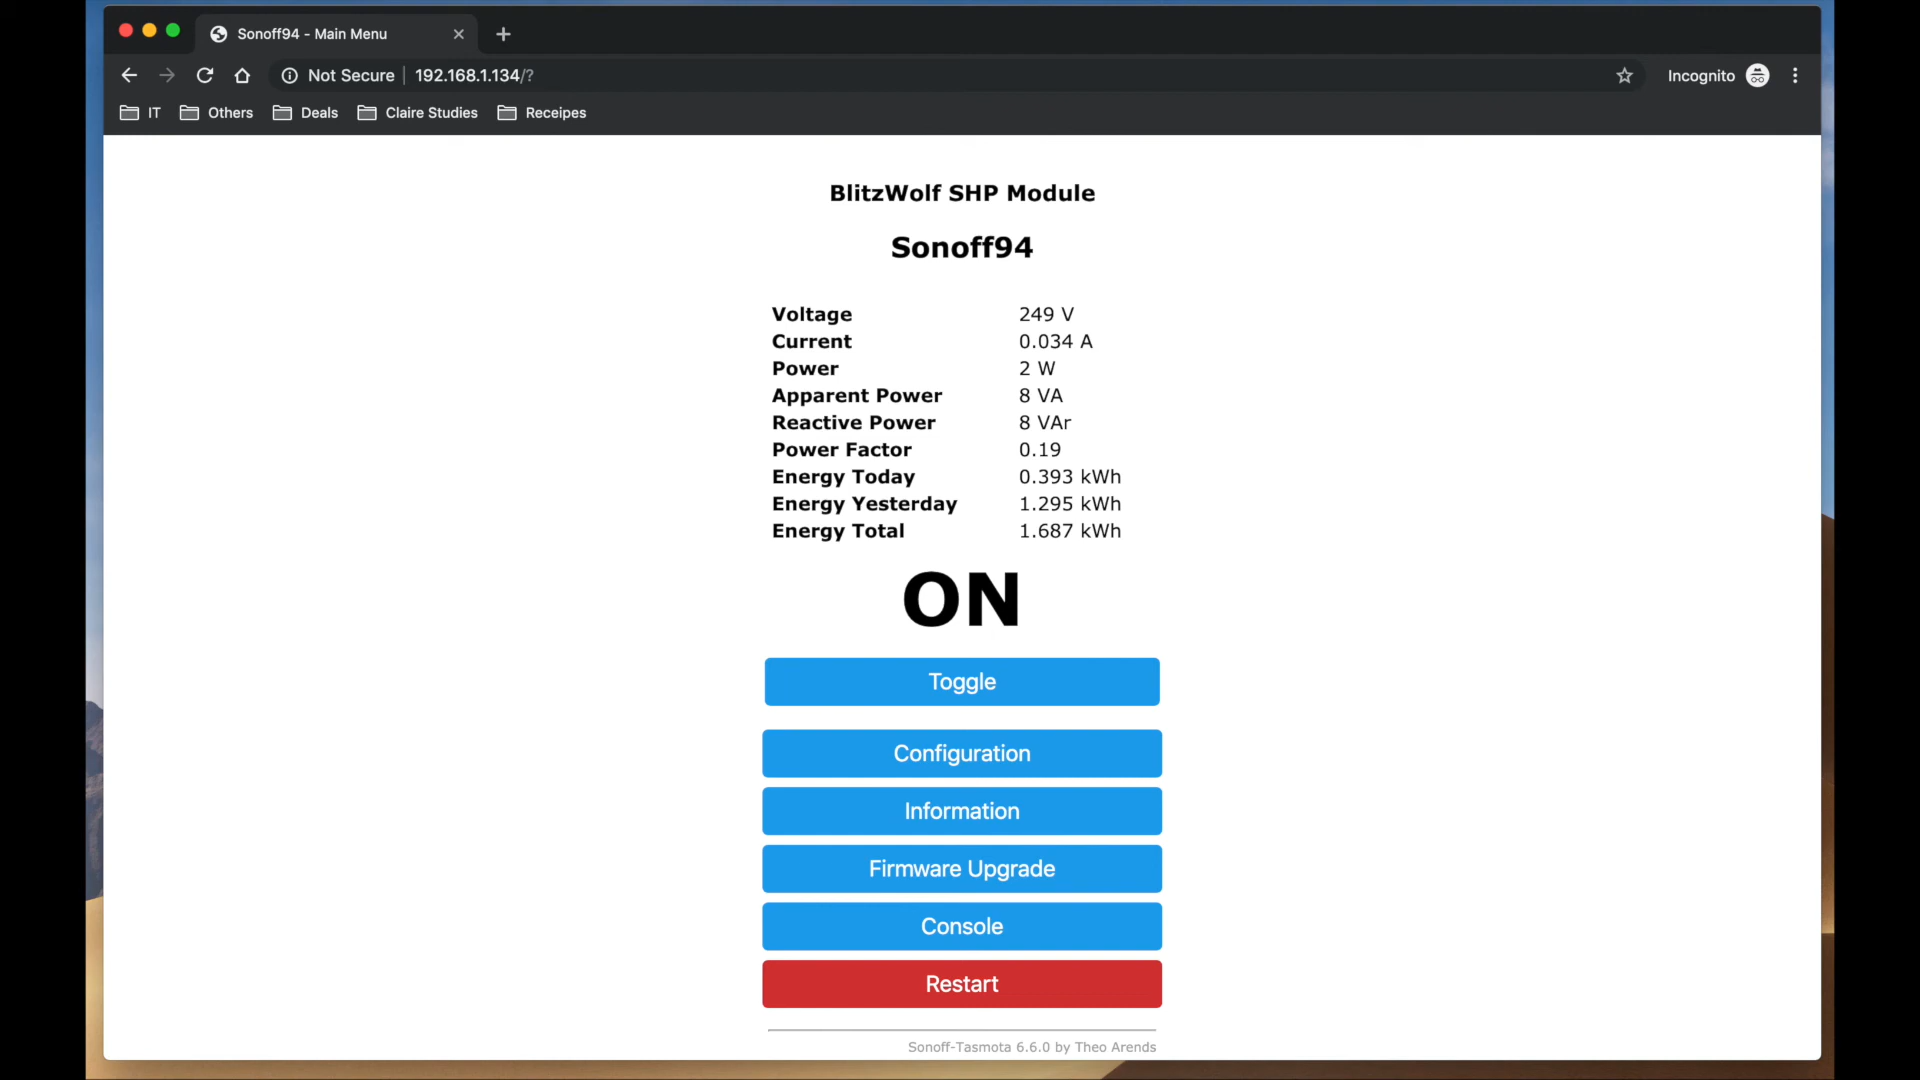 Sonoff94 - Main Menu
Not Secure 192.168.1.134/?
Incognito
IT Others Deals Claire Studies Receipes
BlitzWolf SHP Module
Sonoff94
Voltage 249 V
Current 0.034 A
Power 2 W
Apparent Power 8 VA
Reactive Power 8 VAr
Power Factor 0.19
Energy Today 0.393 kWh
Energy Yesterday 1.295 kWh
Energy Total 1.687 kWh
ON
Toggle
Configuration
Information
Firmware Upgrade
Console
Restart
Sonoff-Tasmota 6.6.0 by Theo Arends